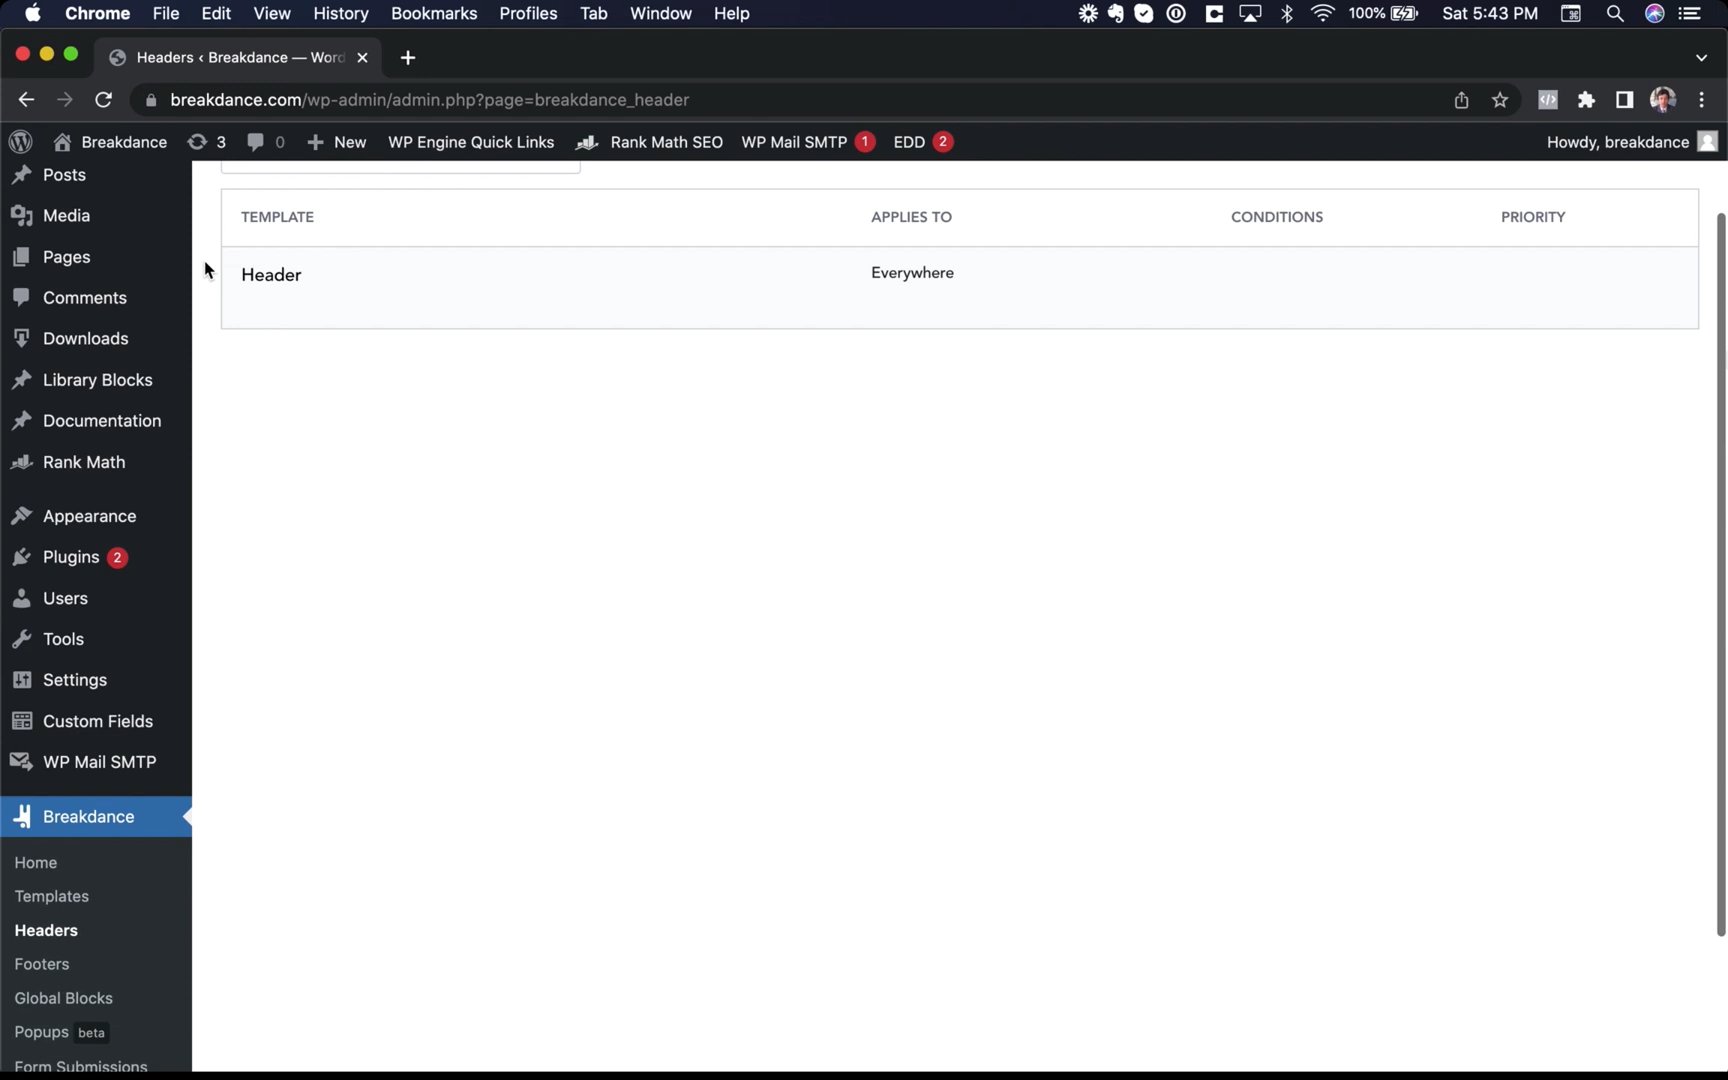 Chrome File Edit View History Bookmarks Profiles Tab Window Help 100% Sat 5:43 PM
Headers ‹ Breakdance — Word
breakdance.com/wp-admin/admin.php?page=breakdance_header
Breakdance 3 0 New WP Engine Quick Links Rank Math SEO WP Mail SMTP 1 EDD 2 Howdy, breakdance
Posts
Media
Pages
Comments
Downloads
Library Blocks
Documentation
Rank Math
Appearance
Plugins 2
Users
Tools
Settings
Custom Fields
WP Mail SMTP
Breakdance
Home
Templates
Headers
Footers
Global Blocks
Popups beta
Form Submissions
TEMPLATE APPLIES TO CONDITIONS PRIORITY
Header Everywhere